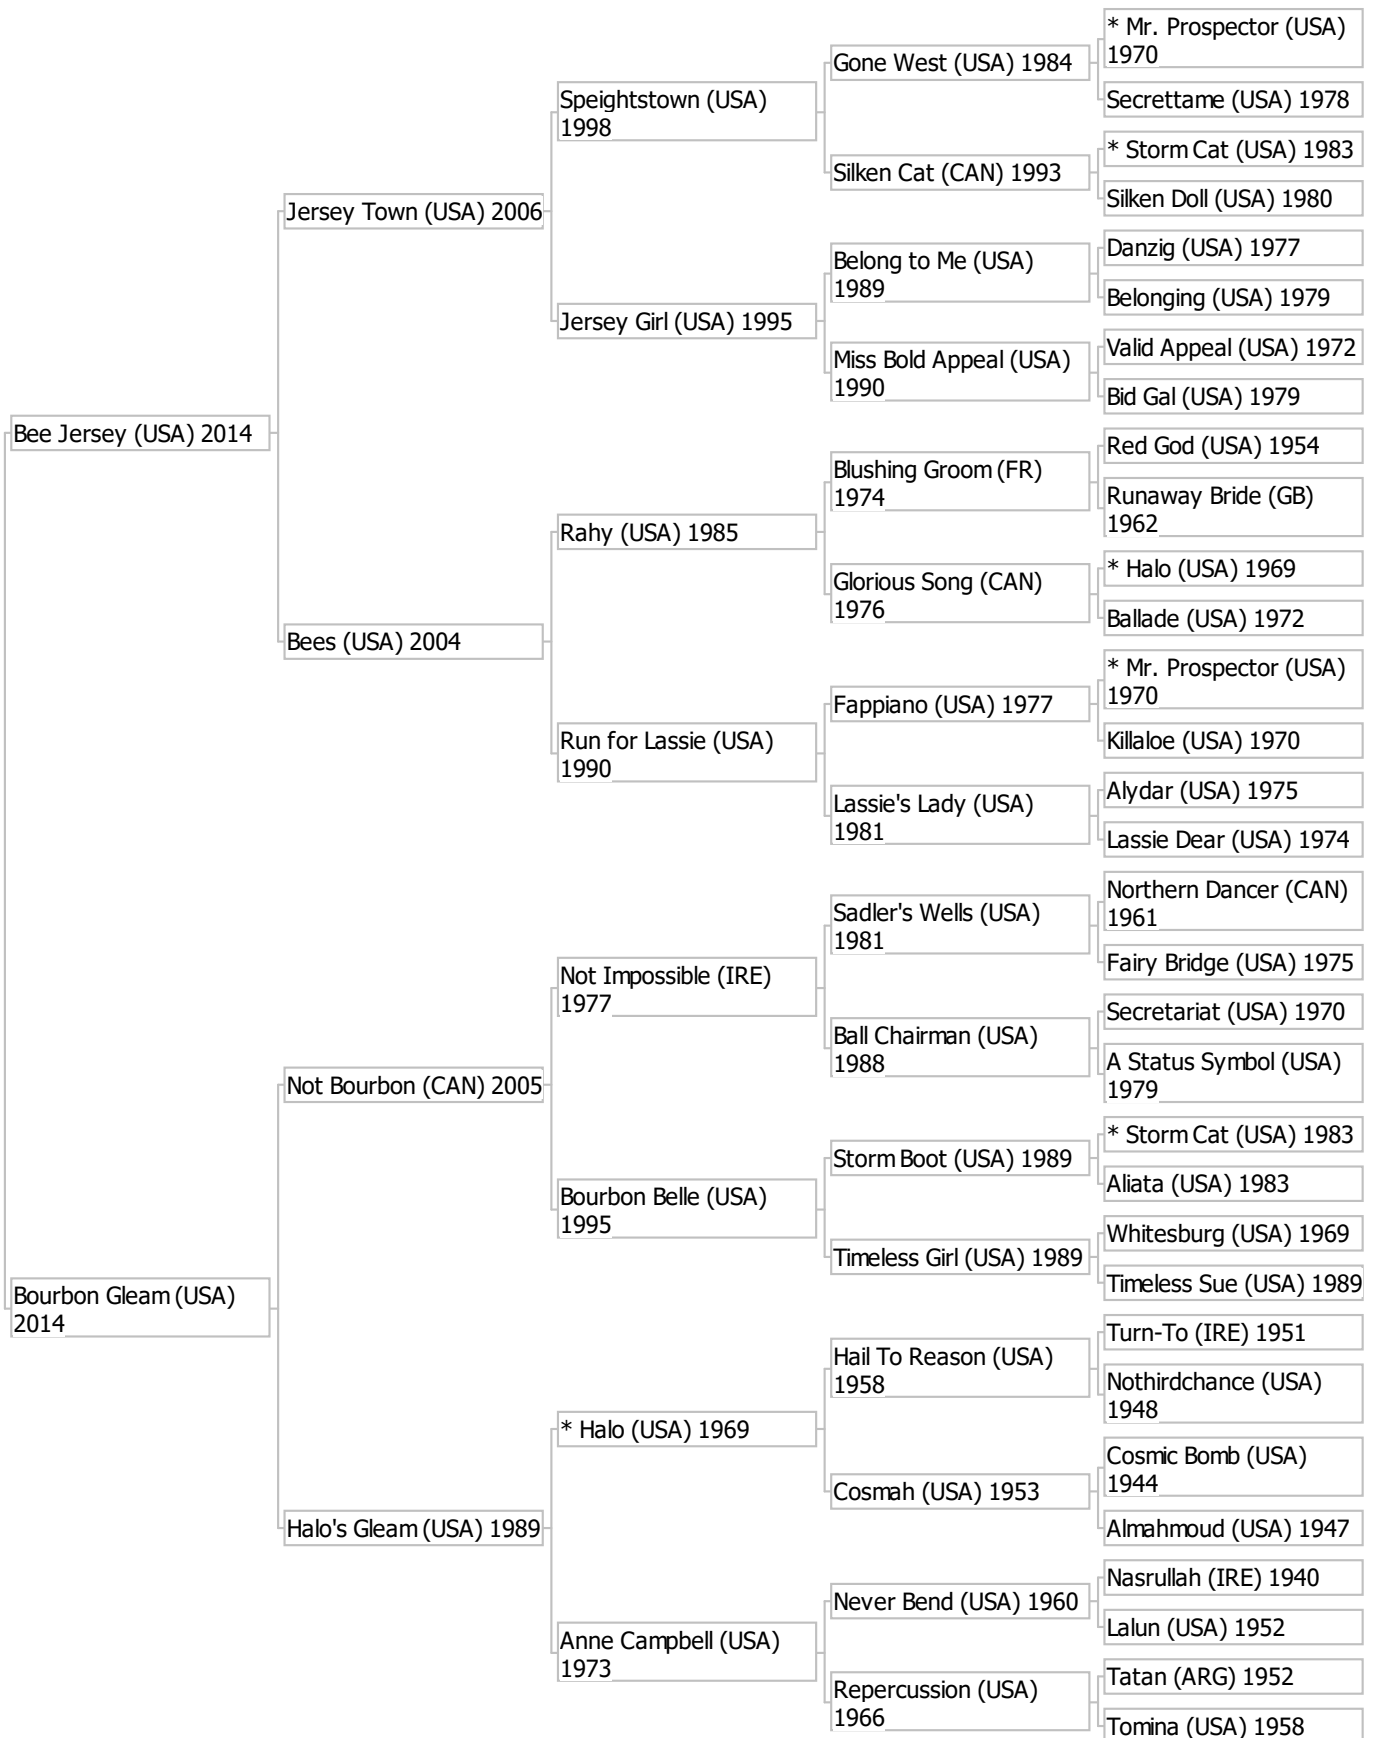 * Mr. Prospector (USA)
1970
Gone West (USA) 1984
Secrettame (USA) 1978
Speightstown (USA)
1998
* Storm Cat (USA) 1983
Silken Cat (CAN) 1993
Silken Doll (USA) 1980
Jersey Town (USA) 2006
Danzig (USA) 1977
Belong to Me (USA)
1989
Belonging (USA) 1979
Jersey Girl (USA) 1995
Valid Appeal (USA) 1972
Miss Bold Appeal (USA)
1990
Bid Gal (USA) 1979
Bee Jersey (USA) 2014
Red God (USA) 1954
Blushing Groom (FR)
1974
Runaway Bride (GB)
1962
Rahy (USA) 1985
* Halo (USA) 1969
Glorious Song (CAN)
1976
Ballade (USA) 1972
Bees (USA) 2004
* Mr. Prospector (USA)
1970
Fappiano (USA) 1977
Killaloe (USA) 1970
Run for Lassie (USA)
1990
Alydar (USA) 1975
Lassie's Lady (USA)
1981
Lassie Dear (USA) 1974
Northern Dancer (CAN)
1961
Sadler's Wells (USA)
1981
Fairy Bridge (USA) 1975
Not Impossible (IRE)
1977
Secretariat (USA) 1970
Ball Chairman (USA)
1988
A Status Symbol (USA)
1979
Not Bourbon (CAN) 2005
* Storm Cat (USA) 1983
Storm Boot (USA) 1989
Aliata (USA) 1983
Bourbon Belle (USA)
1995
Whitesburg (USA) 1969
Timeless Girl (USA) 1989
Timeless Sue (USA) 1989
Bourbon Gleam (USA)
2014
Turn-To (IRE) 1951
Hail To Reason (USA)
1958
Nothirdchance (USA)
1948
* Halo (USA) 1969
Cosmic Bomb (USA)
1944
Cosmah (USA) 1953
Almahmoud (USA) 1947
Halo's Gleam (USA) 1989
Nasrullah (IRE) 1940
Never Bend (USA) 1960
Lalun (USA) 1952
Anne Campbell (USA)
1973
Tatan (ARG) 1952
Repercussion (USA)
1966
Tomina (USA) 1958